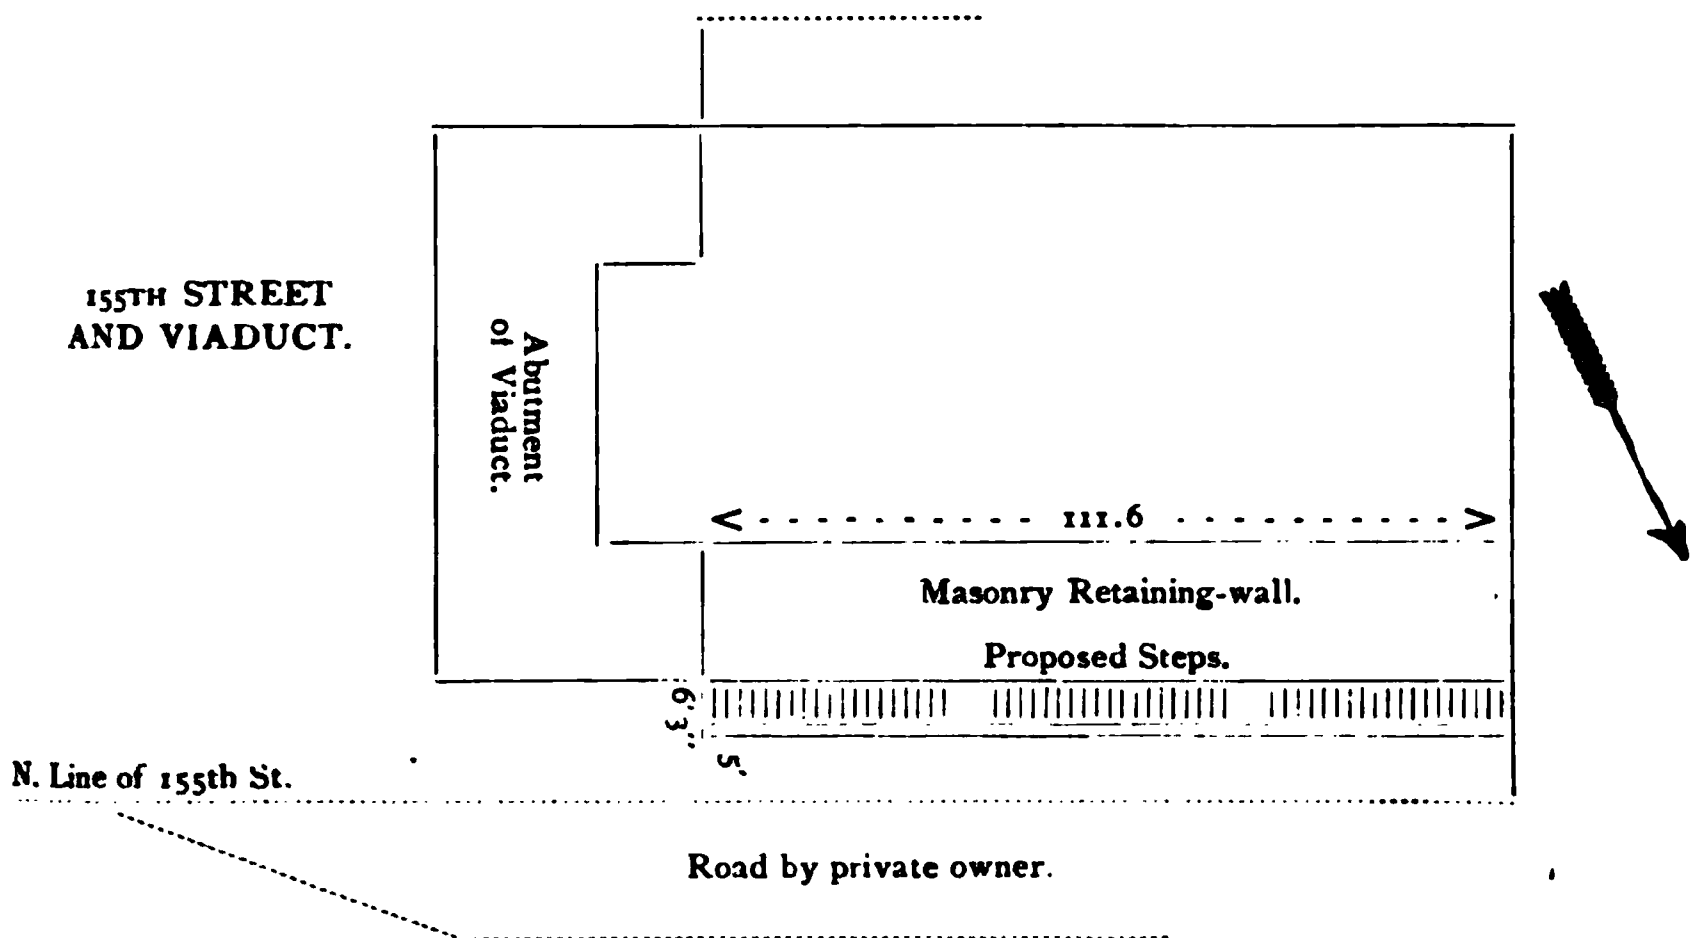 155TH STREET
AND VIADUCT.
Abutment
of Viaduct.
111.6
Masonry Retaining-wall.
Proposed Steps.
6' 3"
5'
N. Line of 155th St.
Road by private owner.